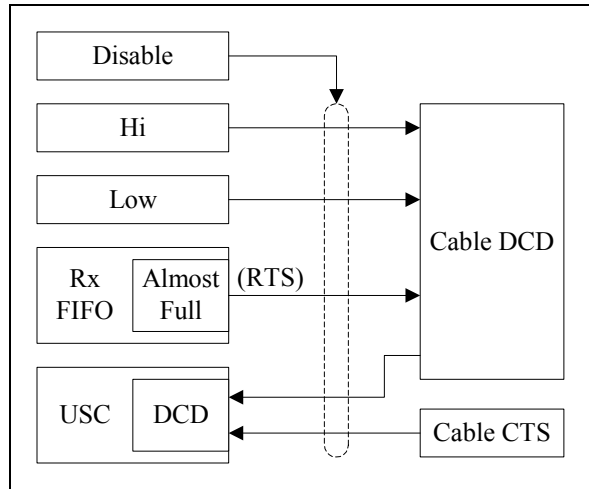 Disable
Hi
Low
Cable DCD
Rx
FIFO
Almost
Full
(RTS)
USC
DCD
Cable CTS